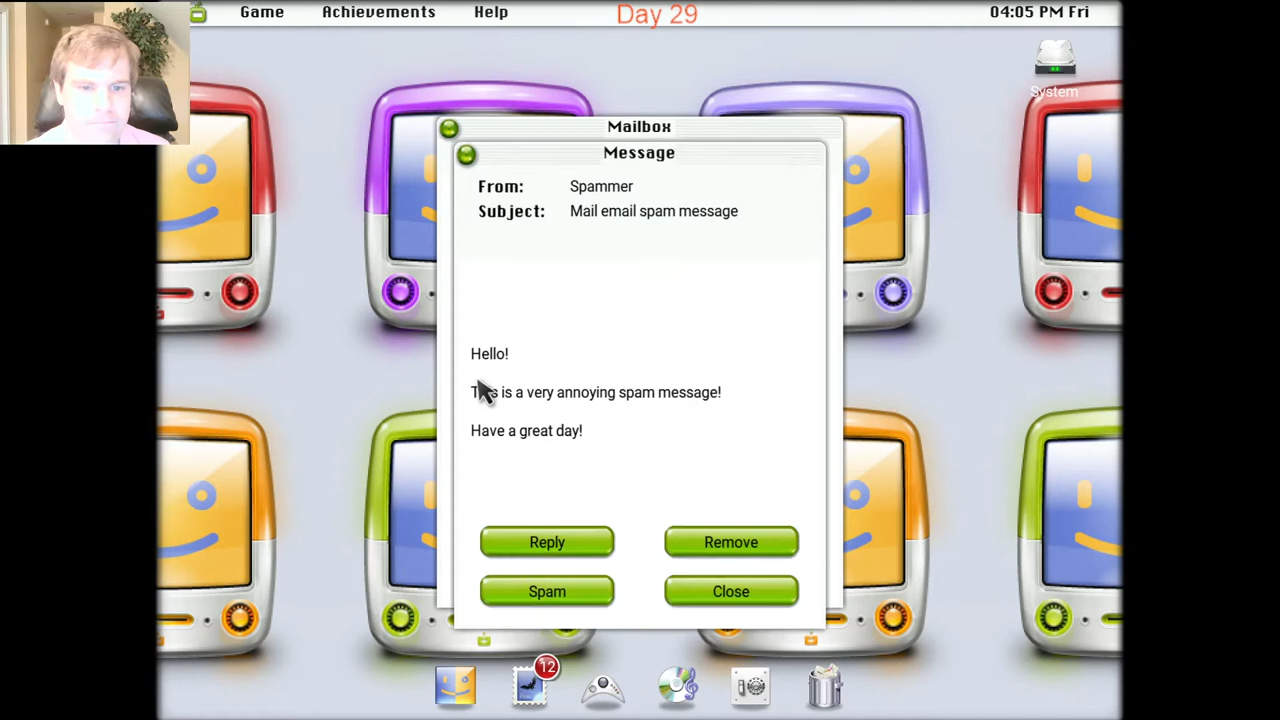 Game Achievements Help Day 29 04:05 PM Fri
System
Mailbox
Message
From: Spammer
Subject: Mail email spam message
Hello!
is a very annoying spam message!
Have a great day!
Reply Remove
Spam Close
12